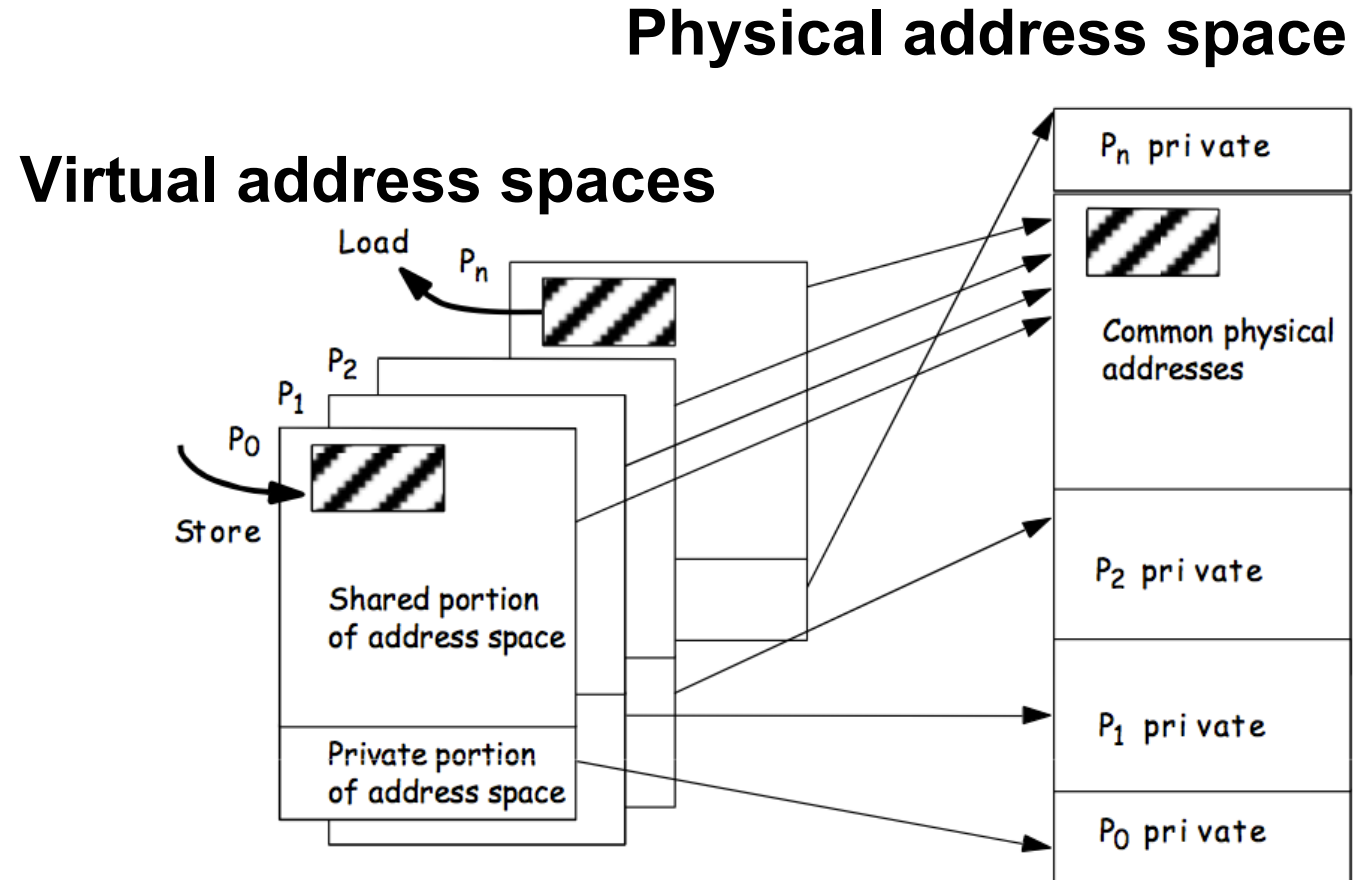 Physical address space
Virtual address spaces
Load
Pn
P2
P1
P0
Store
Shared portion
of address space
Private portion
of address space
Pn private
Common physical
addresses
P2 private
P1 private
P0 private